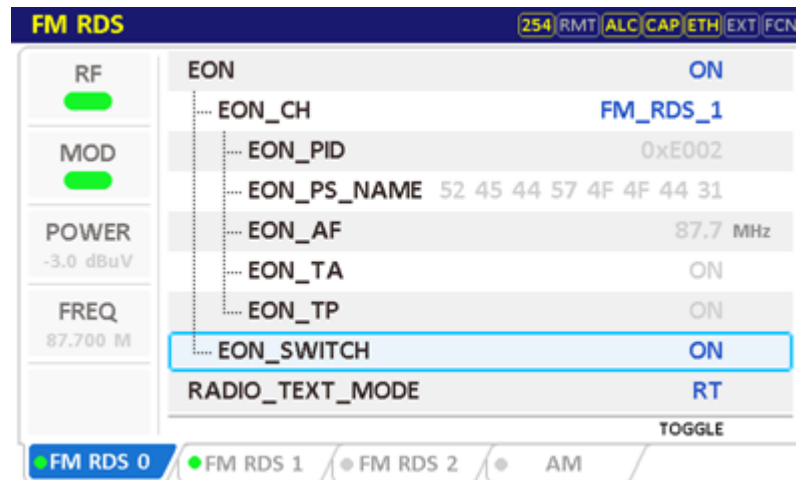 FM RDS 254 RMT ALC CAP ETH EXT FCN
RF
MOD
POWER
-3.0 dBuV
FREQ
87.700 M
EON ON
EON_CH FM_RDS_1
EON_PID 0xE002
EON_PS_NAME 52 45 44 57 4F 4F 44 31
EON_AF 87.7 MHz
EON_TA ON
EON_TP ON
EON_SWITCH ON
RADIO_TEXT_MODE RT
TOGGLE
FM RDS 0 FM RDS 1 FM RDS 2 AM